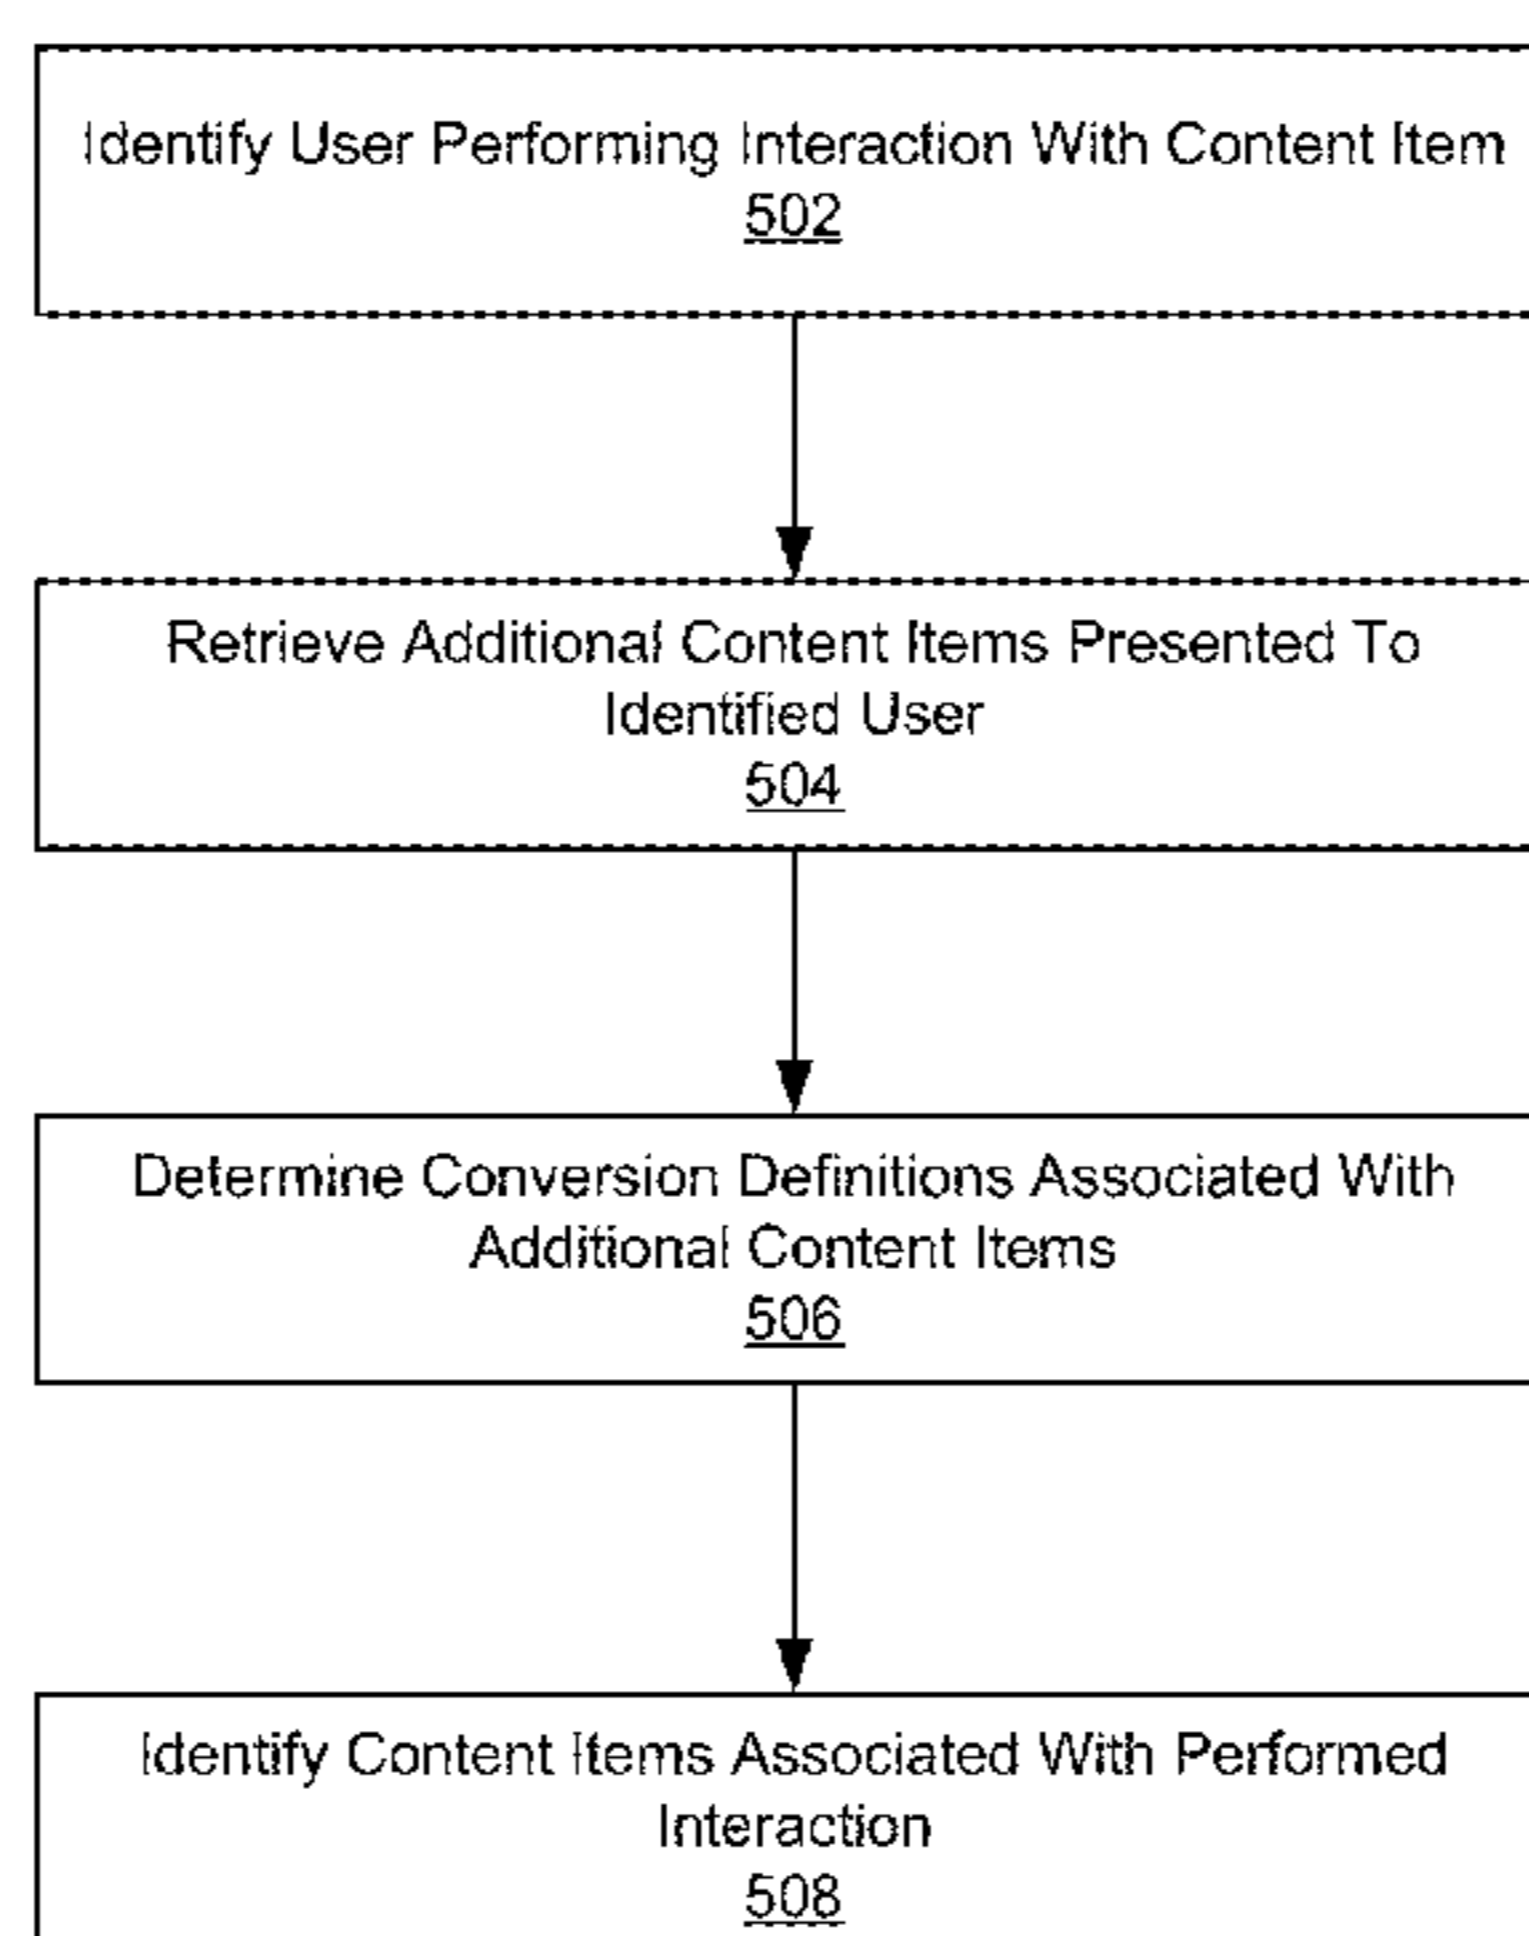 Identify User Performing Interaction With Content Item
502
Retrieve Additional Content Items Presented To
Identified User
504
Determine Conversion Definitions Associated With
Additional Content Items
506
Identify Content Items Associated With Performed
Interaction
508